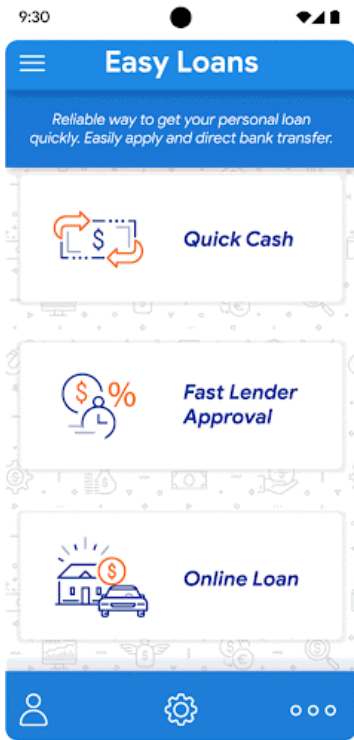 9:30
Easy Loans
Reliable way to get your personal loan
quickly. Easily apply and direct bank transfer.
$
Quick Cash
$ %
Fast Lender
Approval
$
Online Loan